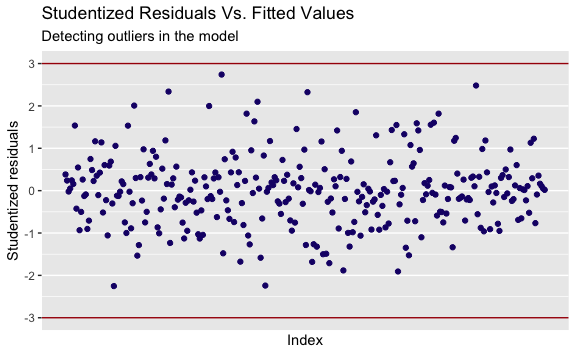 Studentized Residuals Vs. Fitted Values
Detecting outliers in the model
3
2
1
0
-1
-2
-3
Studentized residuals
Index